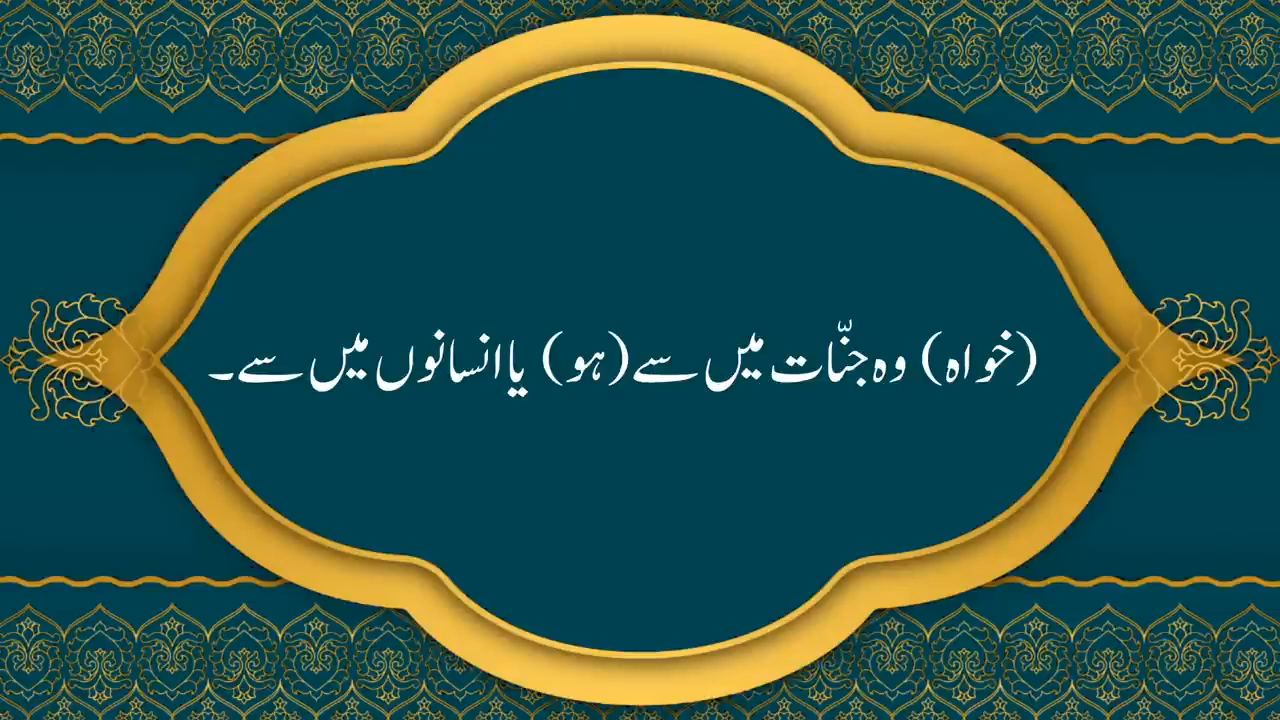 (خواہ) وہ جنّات میں سے (ہو) یا انسانوں میں سے۔